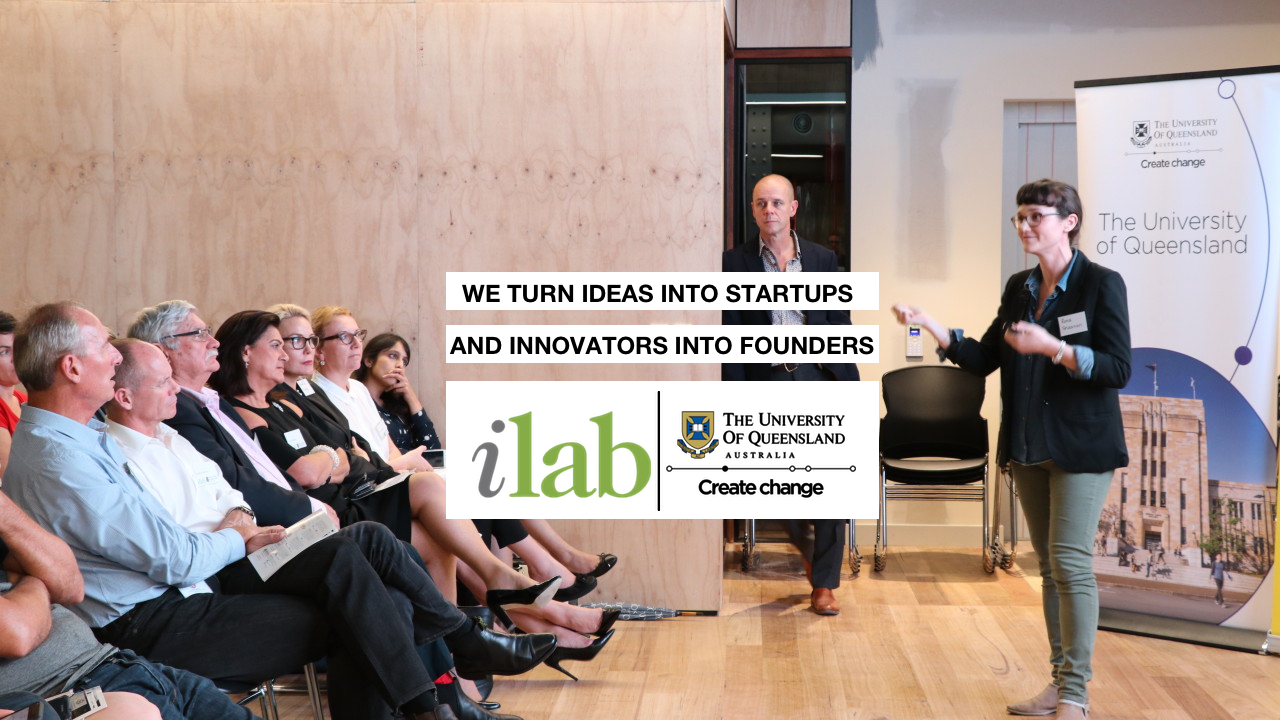 WE TURN IDEAS INTO STARTUPS
AND INNOVATORS INTO FOUNDERS
ilab
THE UNIVERSITY
OF QUEENSLAND
AUSTRALIA
Create change
THE UNIVERSITY
OF QUEENSLAND
AUSTRALIA
Create change
The University
of Queensland